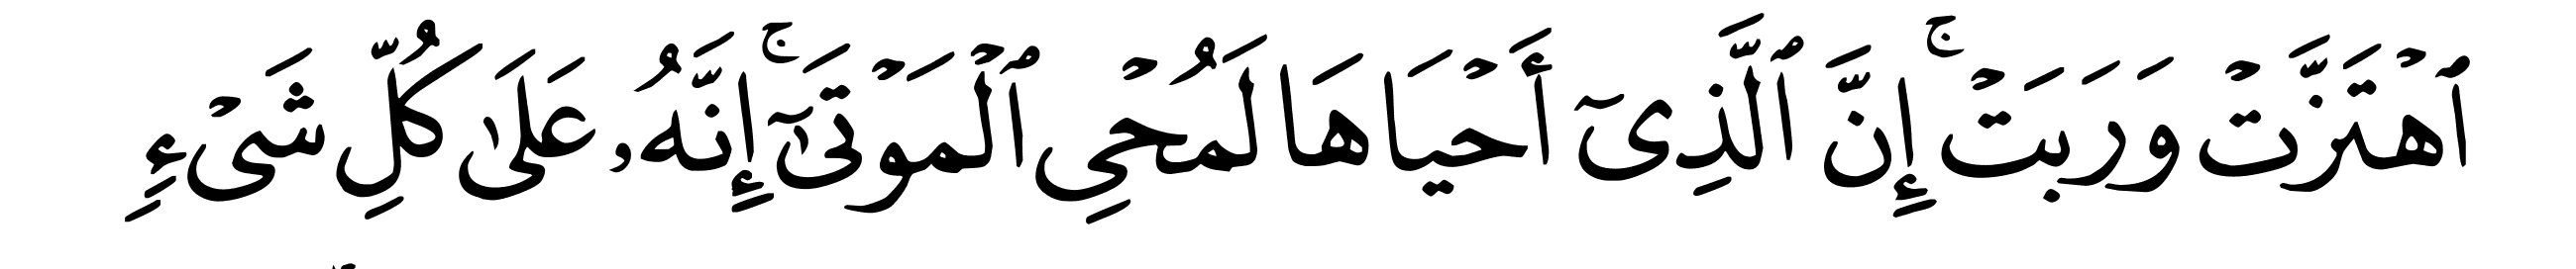 ٱهْتَزَّتْ وَرَبَتْ ۚ إِنَّ ٱلَّذِىٓ أَحْيَاهَا لَمُحْىِ ٱلْمَوْتَىٰٓ ۚ إِنَّهُۥ عَلَىٰ كُلِّ شَىْءٍ